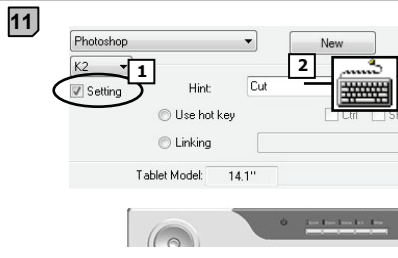 11
Photoshop New
K2 1 2
Setting Hint: Cut
Use hot key Ctrl
Linking
Tablet Model: 14.1"